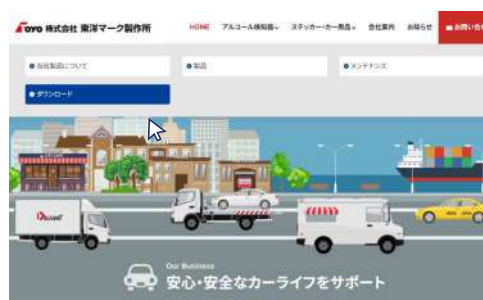 TOYO 株式会社 東洋マーク製作所
HOME アルコール検知器 ステッカー・カー用品 会社案内 お知らせ お問い合わせ
当社製品について
製品
メンテナンス
ダウンロード
Our Business
安心・安全なカーライフをサポート